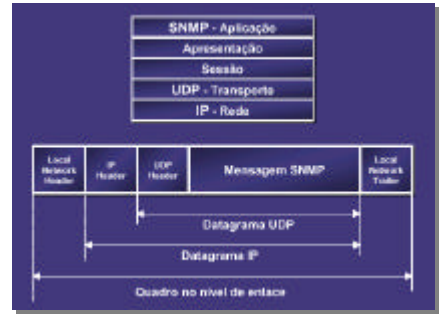 SNMP - Aplicação
Apresentação
Sessão
UDP - Transporte
IP - Rede
Local Network Header
IP Header
UDP Header
Mensagem SNMP
Local Network Trailer
Datagrama UDP
Datagrama IP
Quadro no nível de enlace